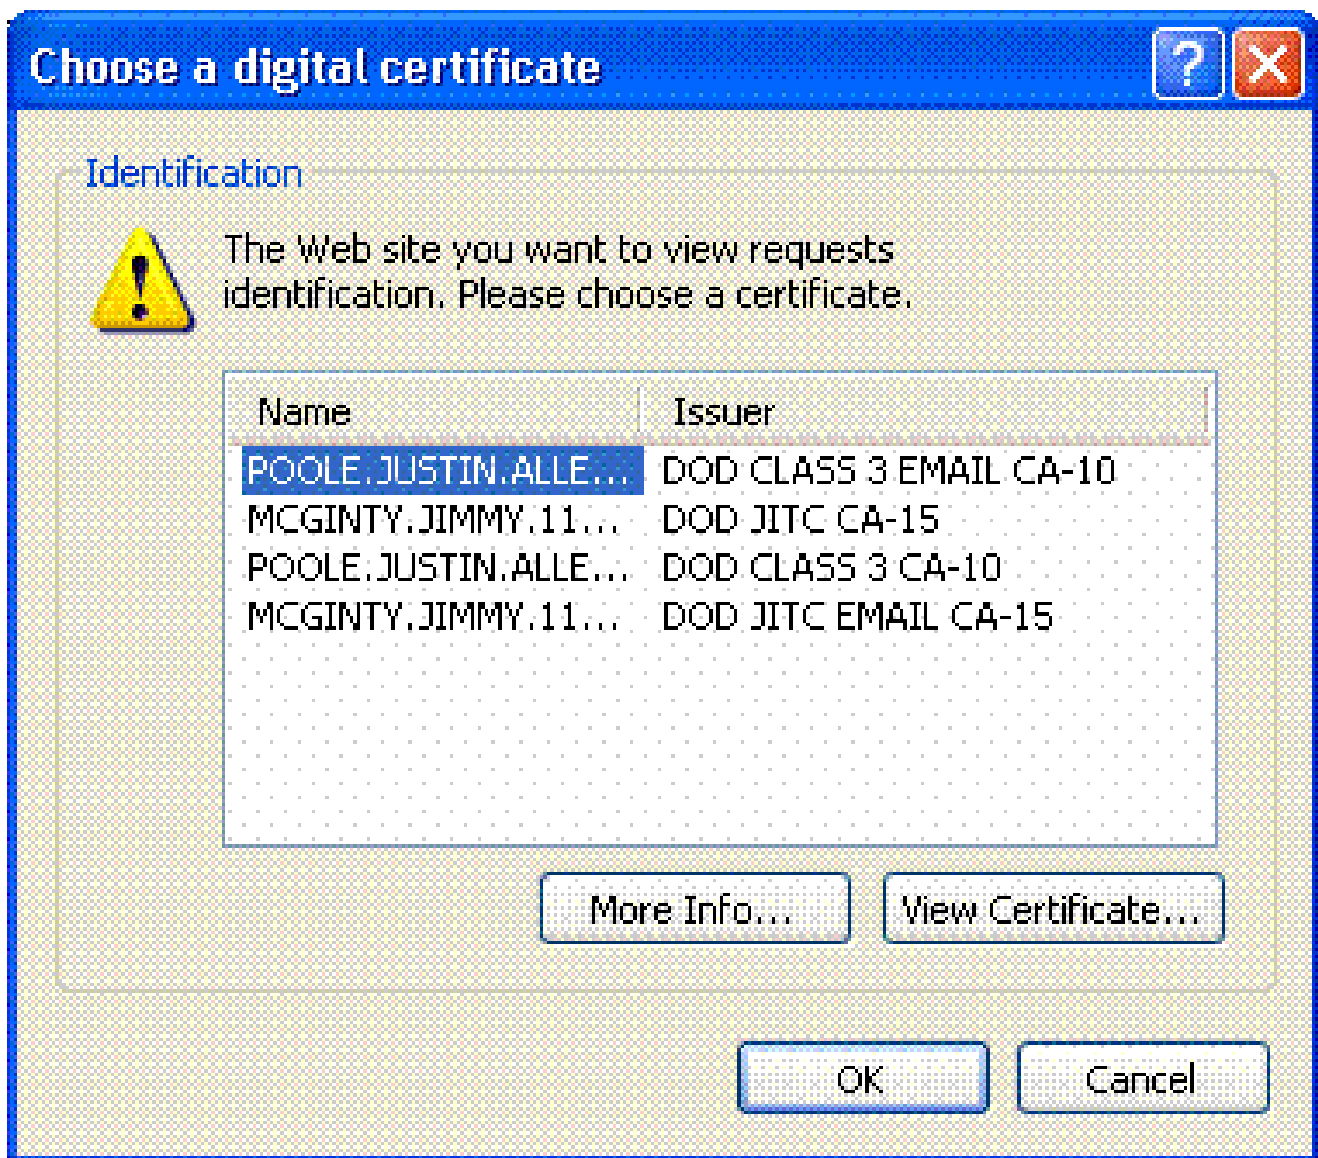 Choose a digital certificate
Identification
The Web site you want to view requests
identification. Please choose a certificate.
Name Issuer
POOLE.JUSTIN.ALLE... DOD CLASS 3 EMAIL CA-10
MCGINTY.JIMMY.11... DOD JITC CA-15
POOLE.JUSTIN.ALLE... DOD CLASS 3 CA-10
MCGINTY.JIMMY.11... DOD JITC EMAIL CA-15
More Info... View Certificate...
OK Cancel